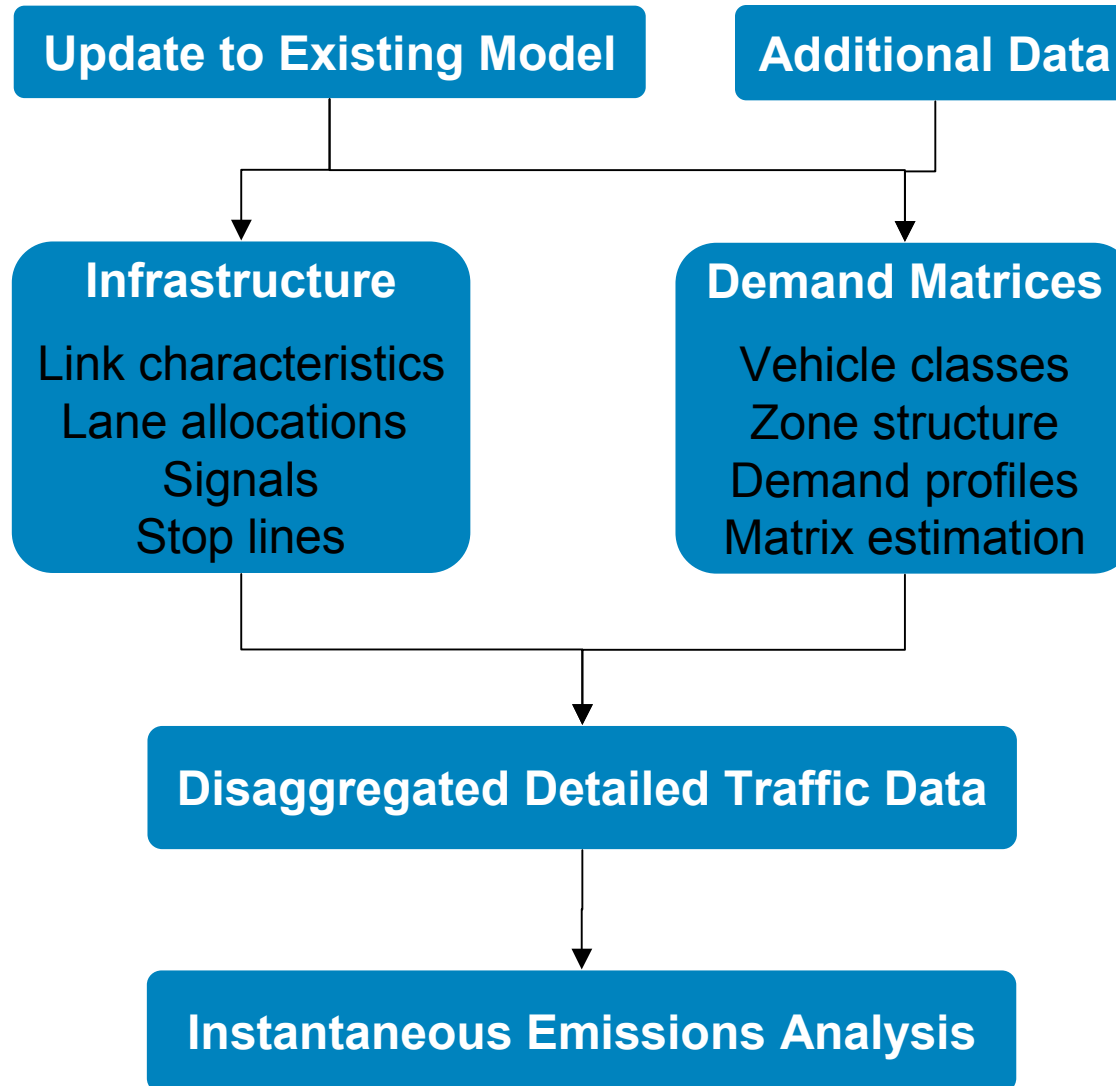 Update to Existing Model
Additional Data
Infrastructure
Link characteristics
Lane allocations
Signals
Stop lines
Demand Matrices
Vehicle classes
Zone structure
Demand profiles
Matrix estimation
Disaggregated Detailed Traffic Data
Instantaneous Emissions Analysis